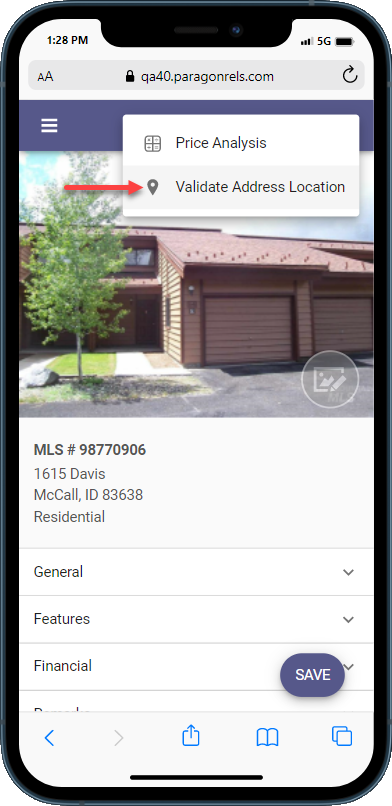 1:28 PM
5G
AA
qa40.paragonrels.com
Price Analysis
Validate Address Location
MLS
MLS # 98770906
1615 Davis
McCall, ID 83638
Residential
General
Features
Financial
SAVE